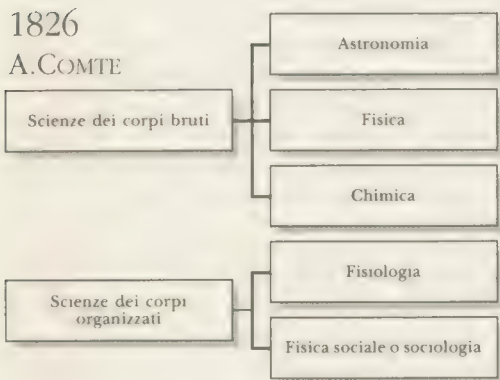 1826
A.COMTE
Scienze dei corpi bruti
Astronomia
Fisica
Chimica
Scienze dei corpi
organizzati
Fisiologia
Fisica sociale o sociologia